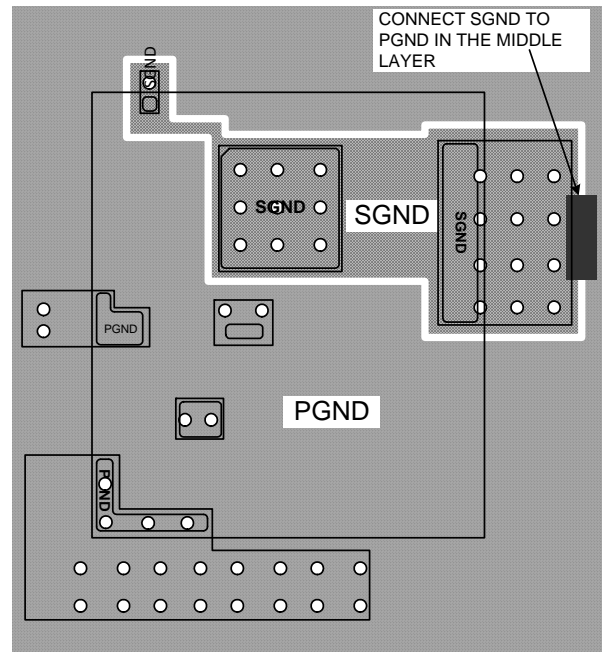 CONNECT SGND TO
PGND IN THE MIDDLE
LAYER
SGND
SGND
SGND
SGND
PGND
PGND
PGND